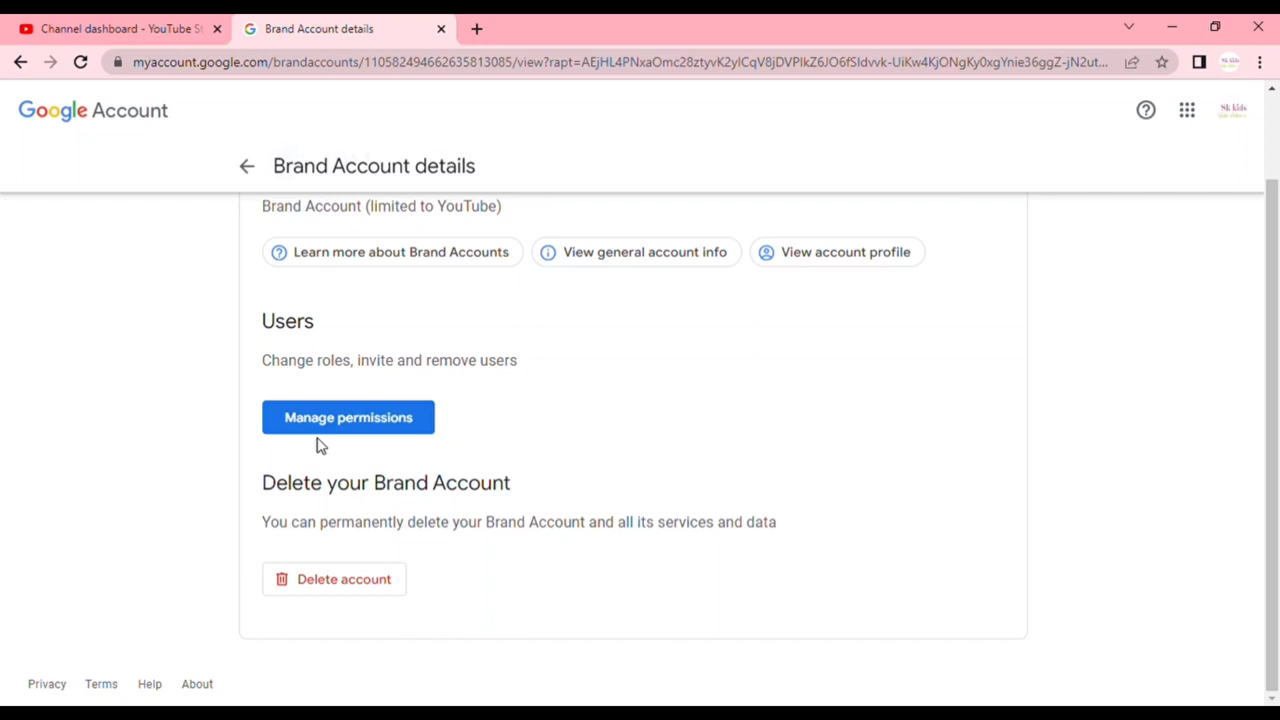 Channel dashboard - YouTube St
Brand Account details
myaccount.google.com/brandaccounts/110582494662635813085/view?rapt=AEjHL4PNxaOmc28ztyvK2ylCqV8jDVPlkZ6JO6fSldvvk-UiKw4KjONgKy0xgYnie36ggZ-jN2ut...
Google Account
Sk kids
Brand Account details
Brand Account (limited to YouTube)
Learn more about Brand Accounts
View general account info
View account profile
Users
Change roles, invite and remove users
Manage permissions
Delete your Brand Account
You can permanently delete your Brand Account and all its services and data
Delete account
Privacy Terms Help About